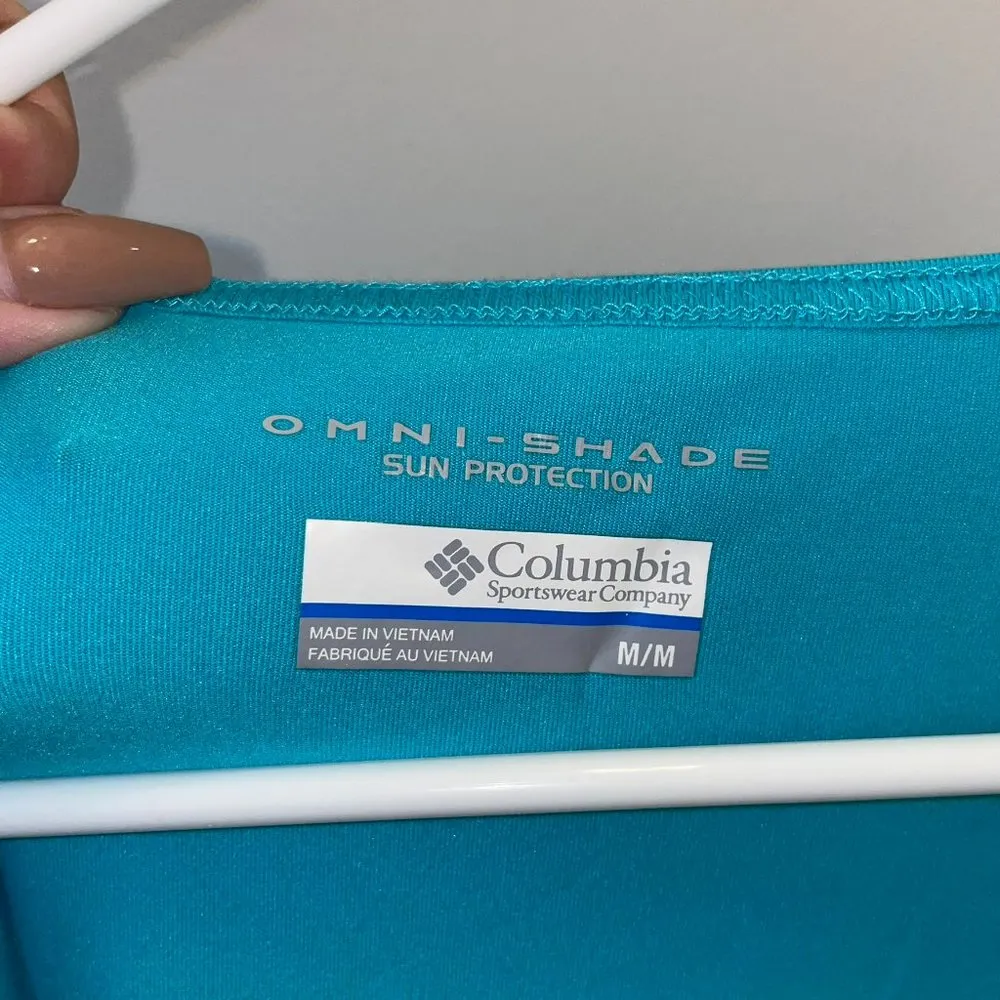 OMNI-SHADE
SUN PROTECTION
Columbia
Sportswear Company
MADE IN VIETNAM
FABRIQUÉ AU VIETNAM
M/M